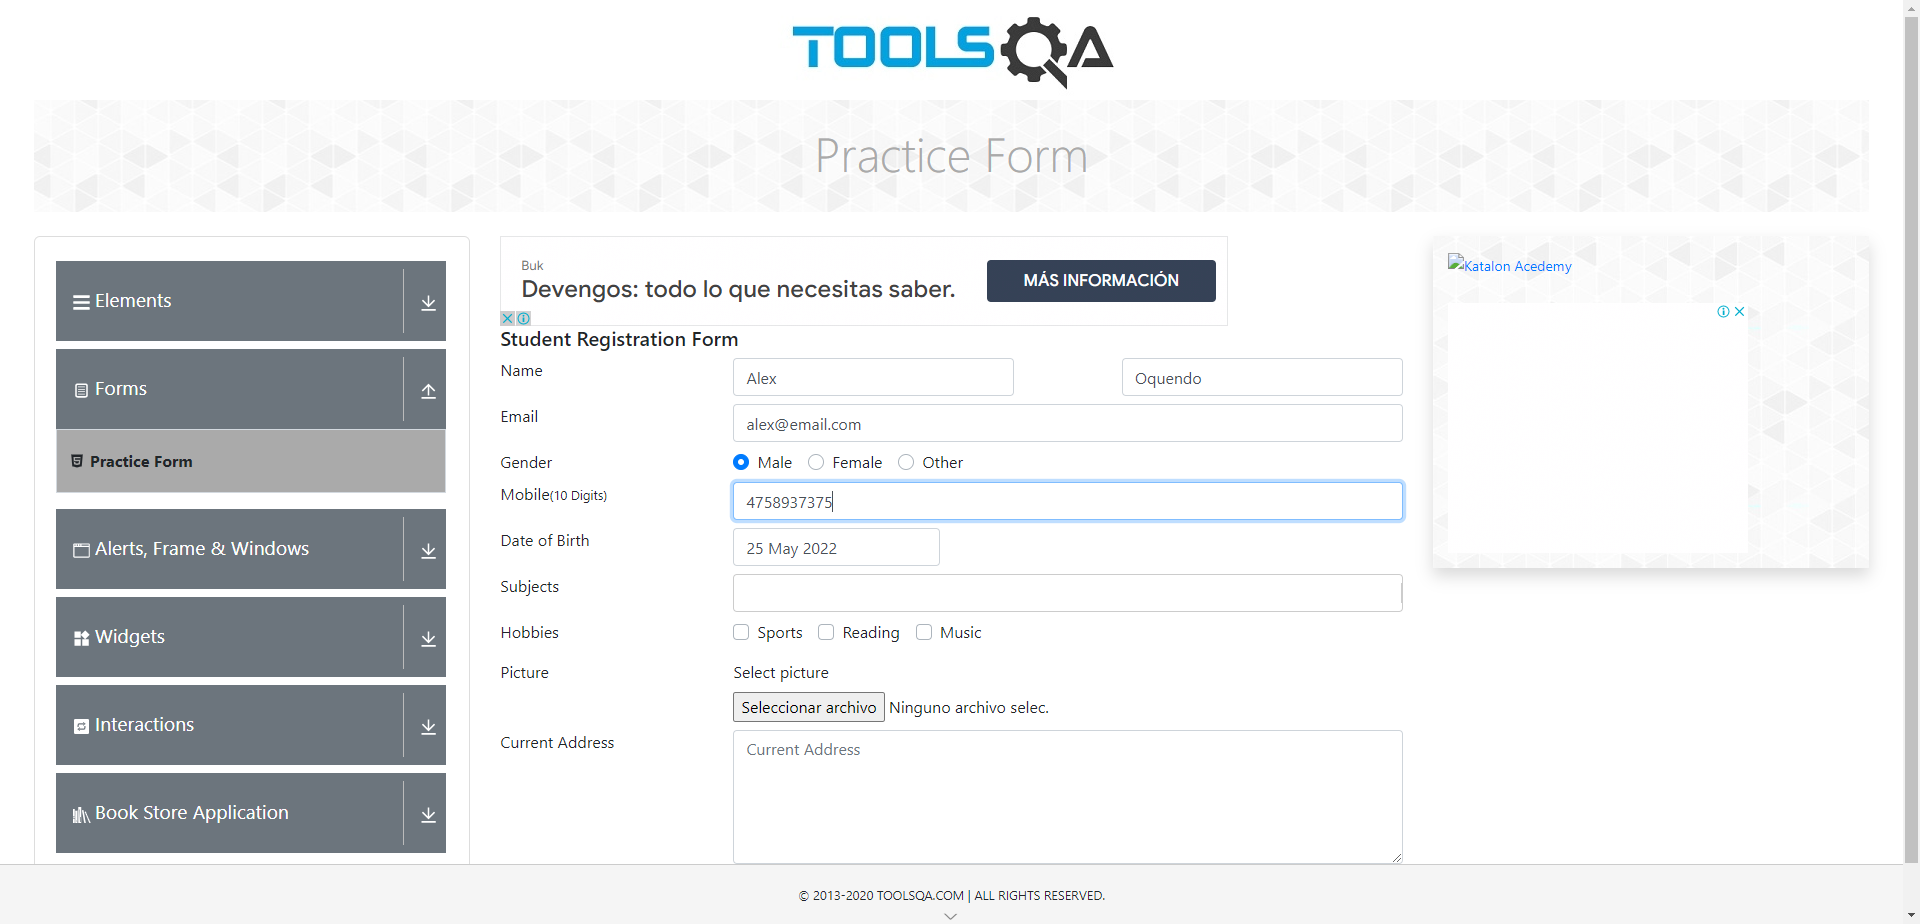 TOOLSQA
Practice Form
Elements
Forms
Practice Form
Alerts, Frame & Windows
Widgets
Interactions
Book Store Application
Buk
Devengos: todo lo que necesitas saber.
MÁS INFORMACIÓN
Student Registration Form
Name
Alex
Oquendo
Email
alex@email.com
Gender
Male
Female
Other
Mobile(10 Digits)
4758937375
Date of Birth
25 May 2022
Subjects
Hobbies
Sports
Reading
Music
Picture
Select picture
Seleccionar archivo Ninguno archivo selec.
Current Address
Current Address
Katalon Acedemy
© 2013-2020 TOOLSQA.COM | ALL RIGHTS RESERVED.